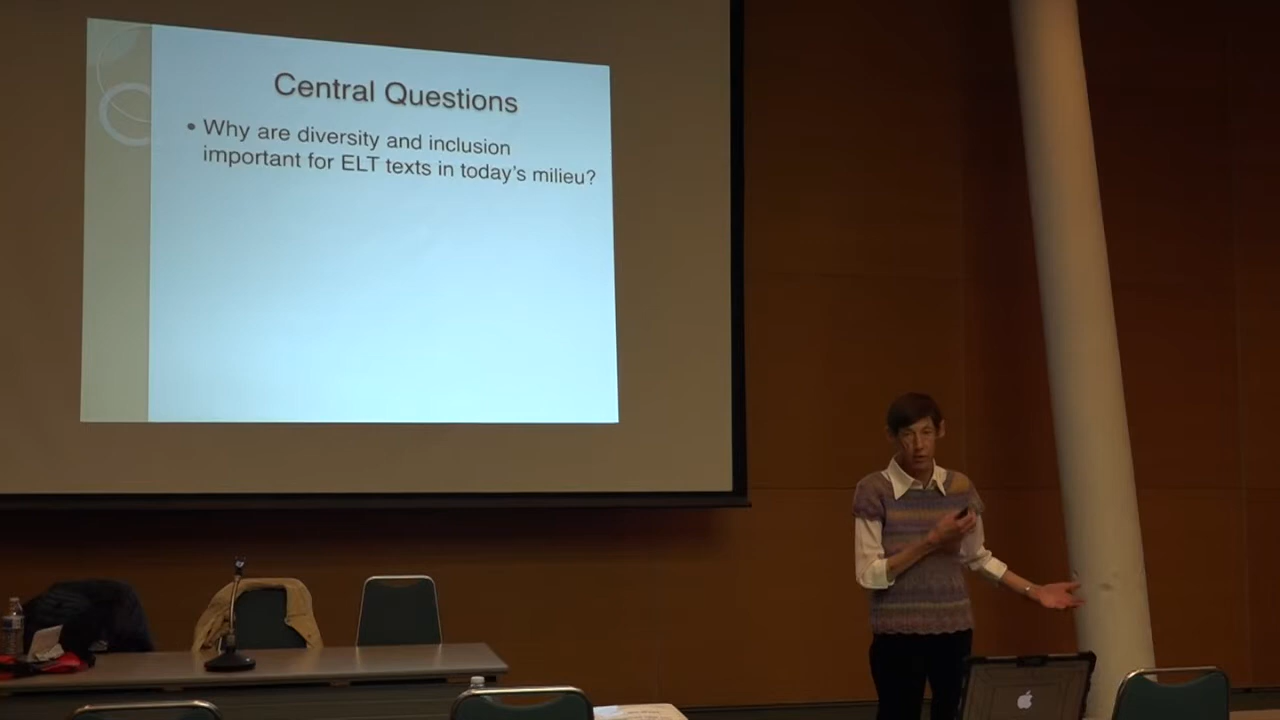 Central Questions
• Why are diversity and inclusion
important for ELT texts in today's milieu?